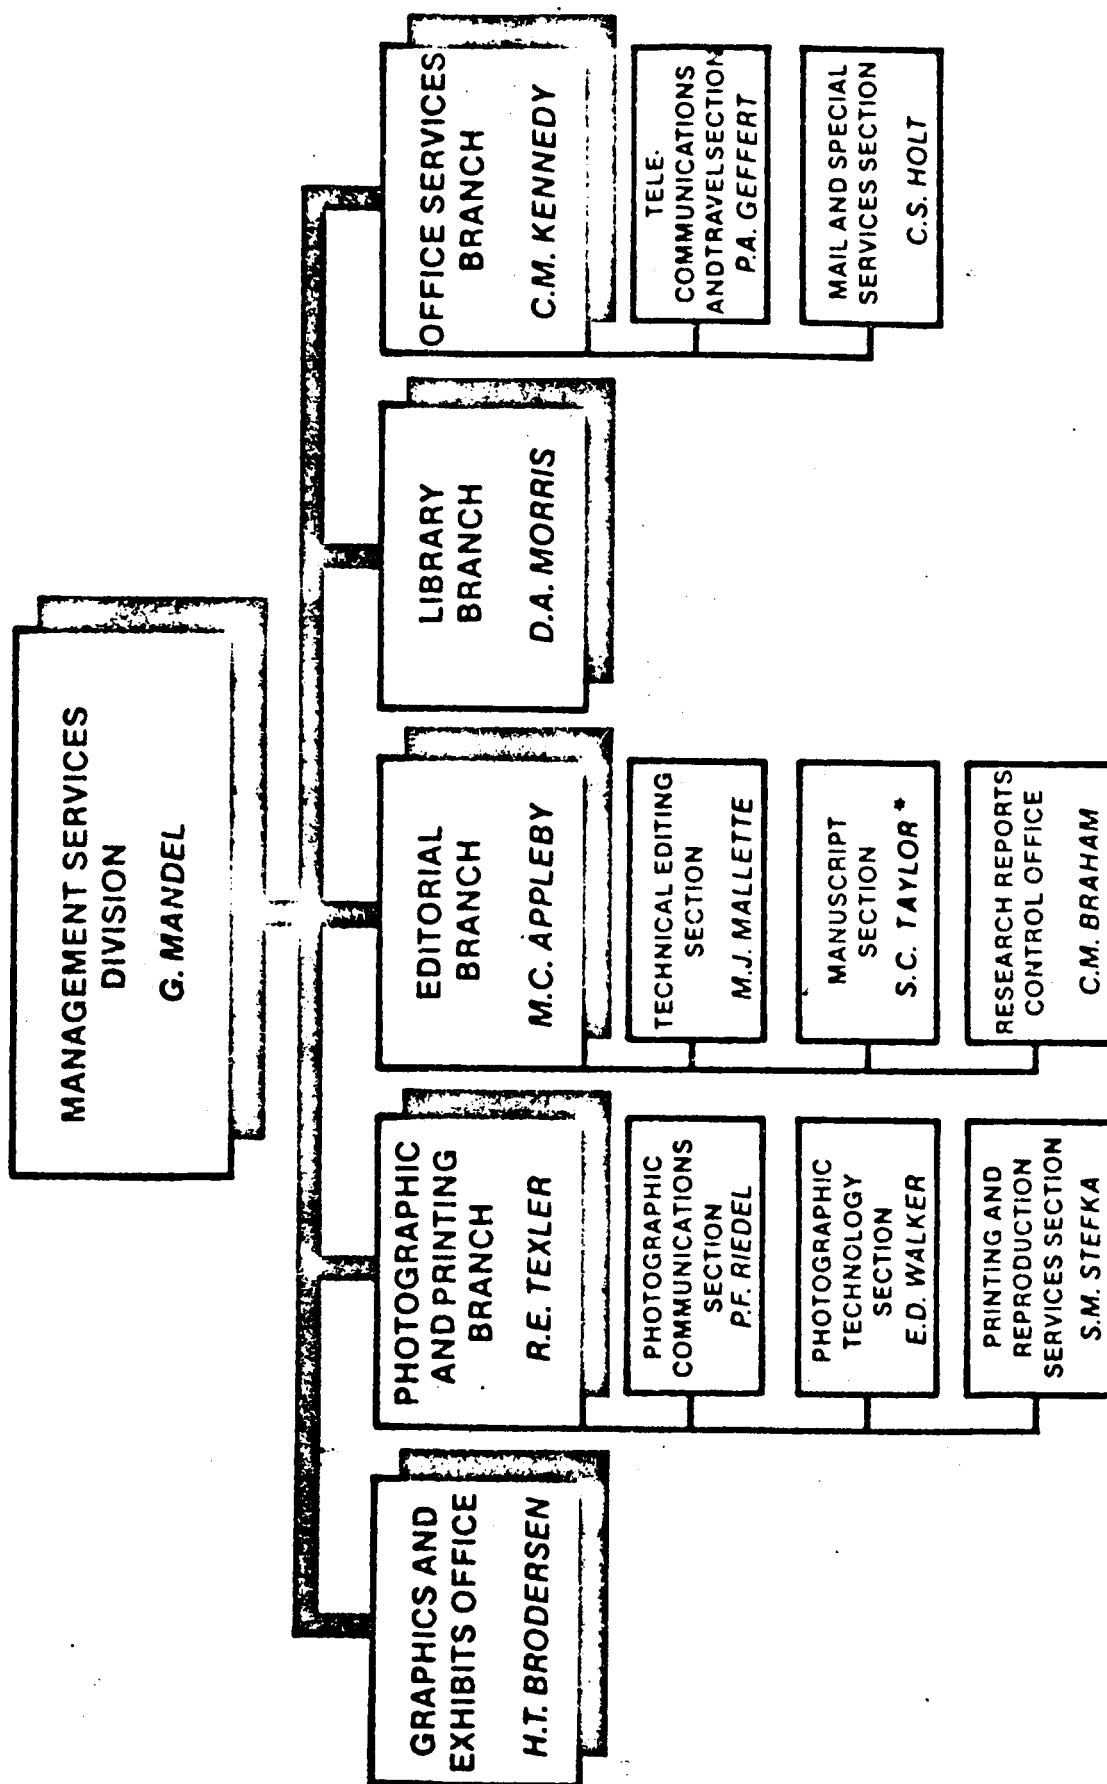 MANAGEMENT SERVICES
DIVISION
G. MANDEL
GRAPHICS AND
EXHIBITS OFFICE
H.T. BRODERSEN
PHOTOGRAPHIC
AND PRINTING
BRANCH
R.E. TEXLER
PHOTOGRAPHIC
COMMUNICATIONS
SECTION
P.F. RIEDEL
PHOTOGRAPHIC
TECHNOLOGY
SECTION
E.D. WALKER
PRINTING AND
REPRODUCTION
SERVICES SECTION
S.M. STEFKA
EDITORIAL
BRANCH
M.C. APPLEBY
TECHNICAL EDITING
SECTION
M.J. MALLETTE
MANUSCRIPT
SECTION
S.C. TAYLOR*
RESEARCH REPORTS
CONTROL OFFICE
C.M. BRAHAM
LIBRARY
BRANCH
D.A. MORRIS
OFFICE SERVICES
BRANCH
C.M. KENNEDY
TELE-
COMMUNICATIONS
AND TRAVEL SECTION
P.A. GEFFERT
MAIL AND SPECIAL
SERVICES SECTION
C.S. HOLT